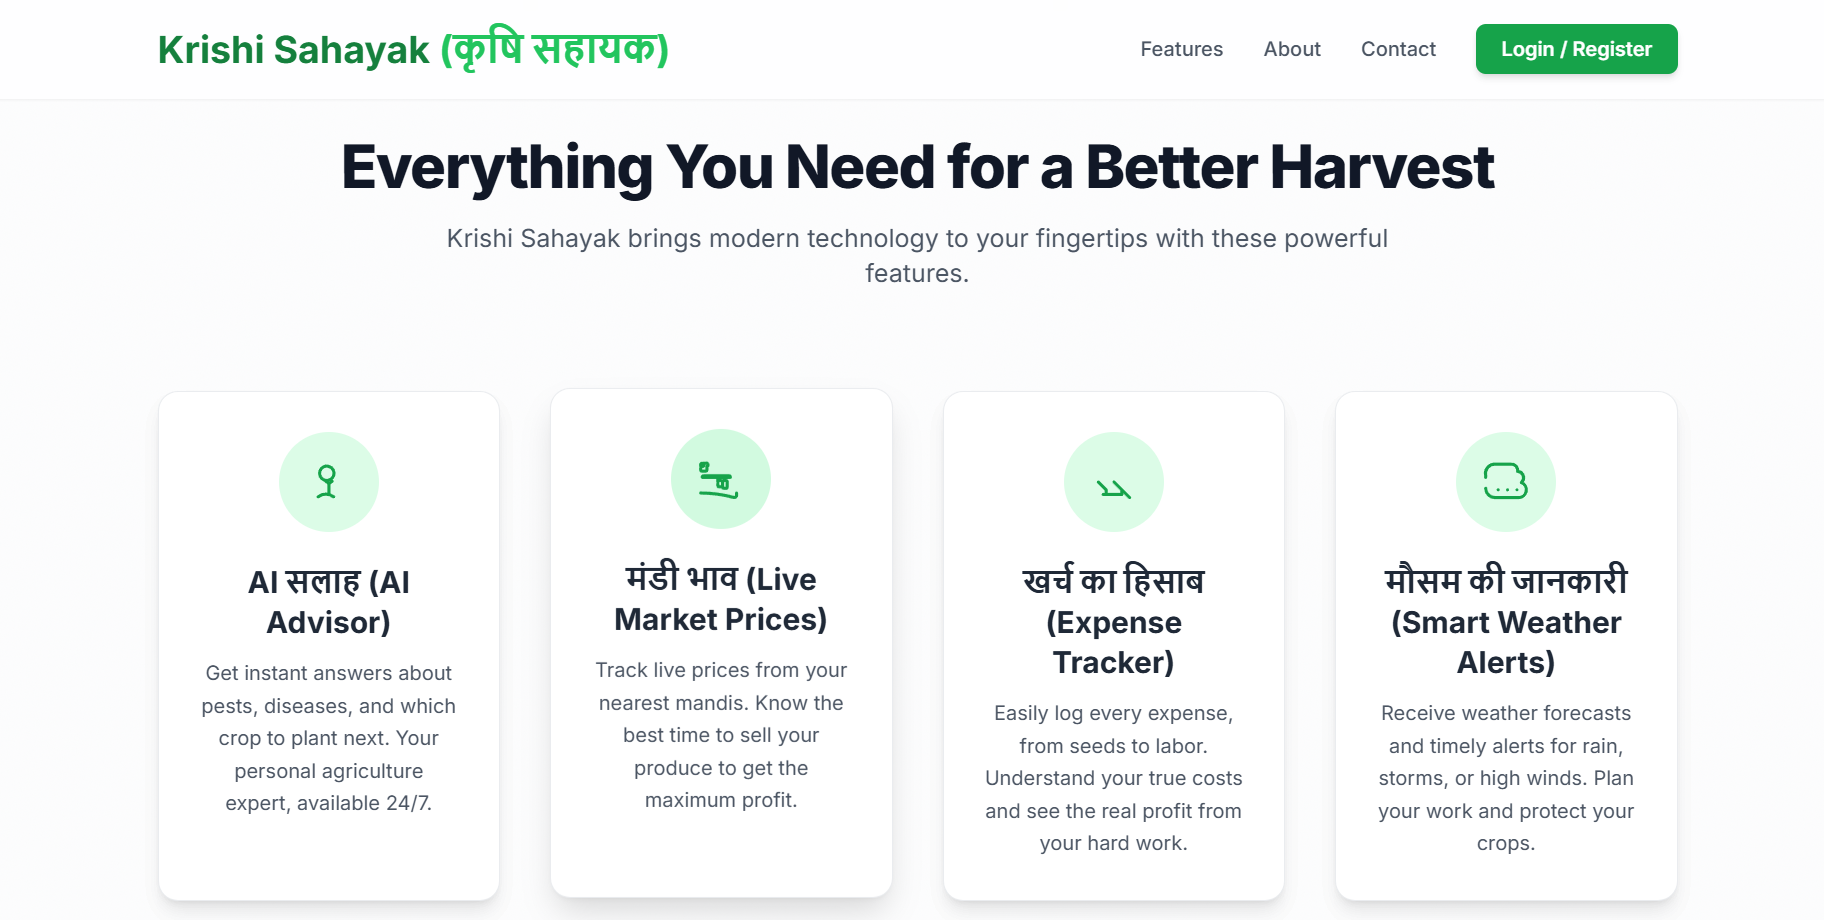 Krishi Sahayak (कृषि सहायक)
Features
About
Contact
Login / Register
Everything You Need for a Better Harvest
Krishi Sahayak brings modern technology to your fingertips with these powerful
features.
AI सलाह (AI
Advisor)
Get instant answers about
pests, diseases, and which
crop to plant next. Your
personal agriculture
expert, available 24/7.
मंडी भाव (Live
Market Prices)
Track live prices from your
nearest mandis. Know the
best time to sell your
produce to get the
maximum profit.
खर्च का हिसाब
(Expense
Tracker)
Easily log every expense,
from seeds to labor.
Understand your true costs
and see the real profit from
your hard work.
मौसम की जानकारी
(Smart Weather
Alerts)
Receive weather forecasts
and timely alerts for rain,
storms, or high winds. Plan
your work and protect your
crops.